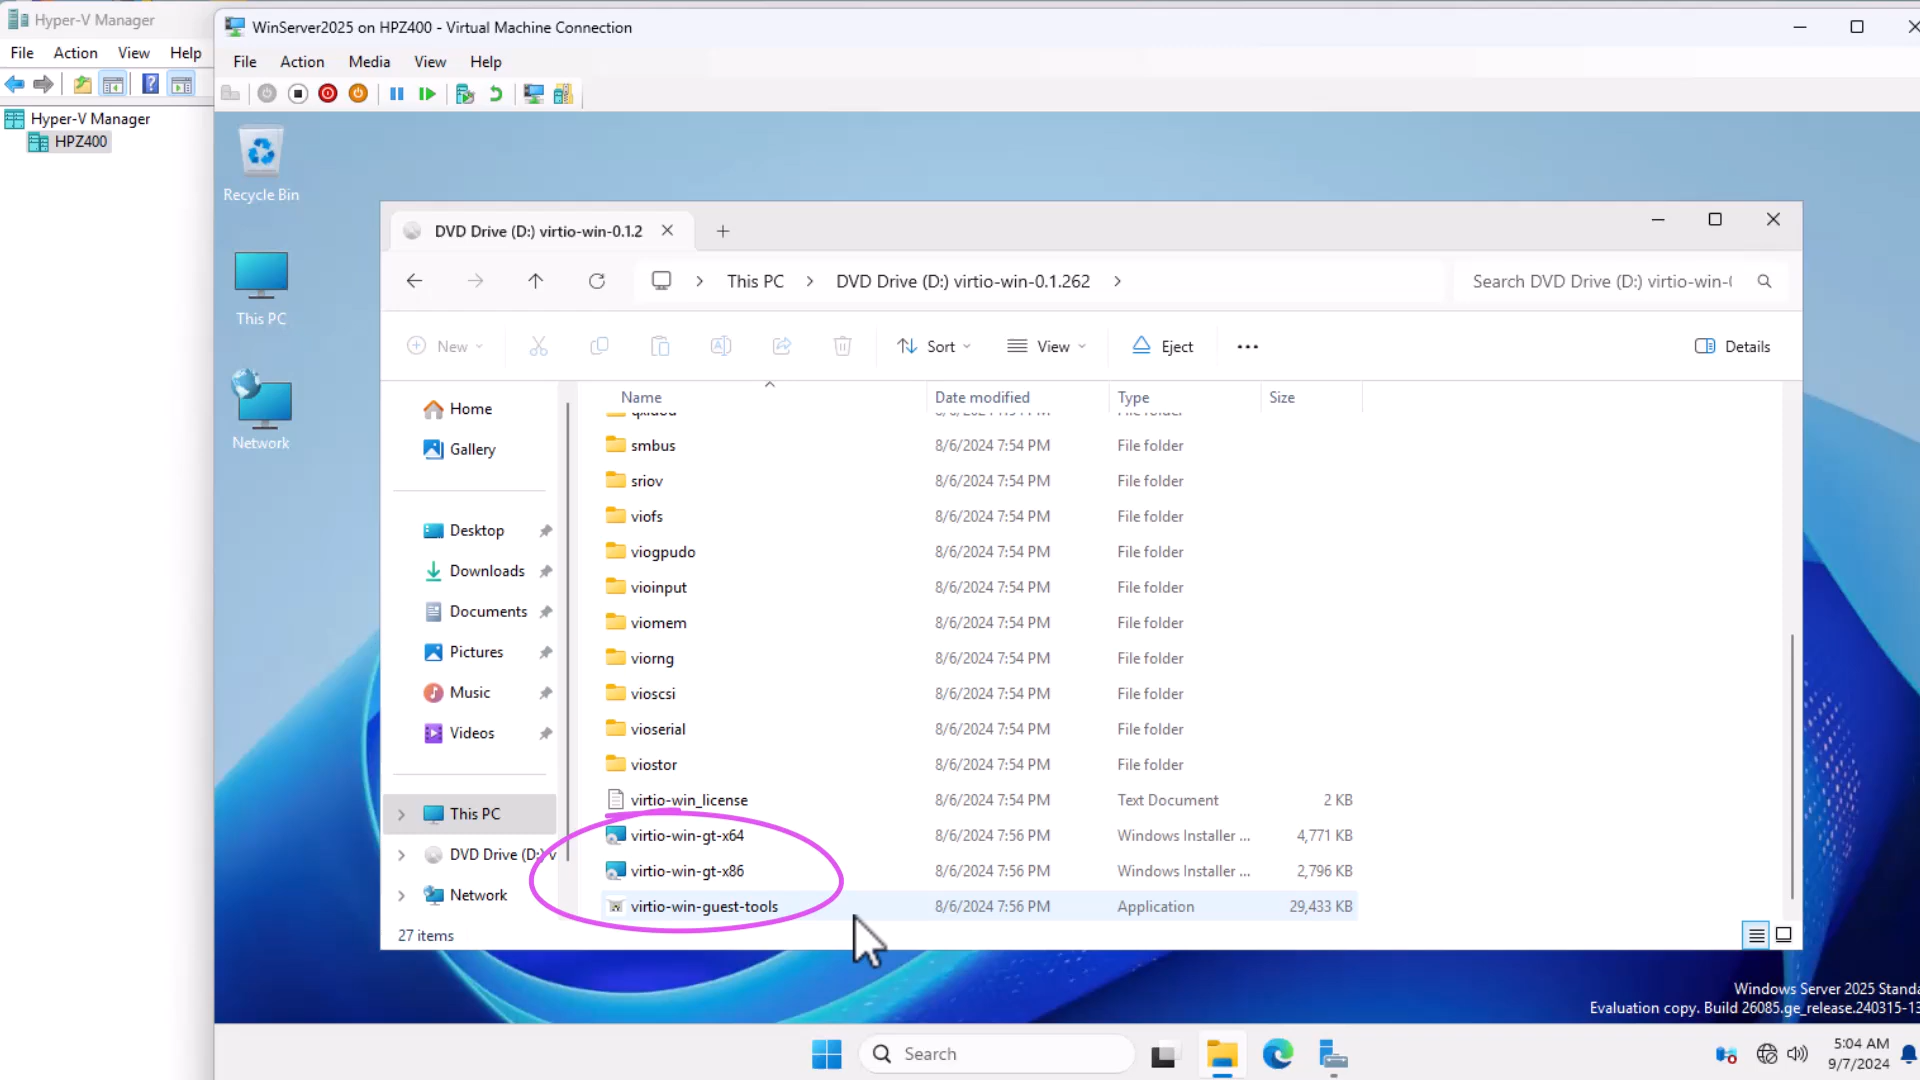 Hyper-V Manager
File Action View Help
Hyper-V Manager
HPZ400
WinServer2025 on HPZ400 - Virtual Machine Connection
File Action Media View Help
Recycle Bin
This PC
Network
DVD Drive (D:) virtio-win-0.1.2
This PC > DVD Drive (D:) virtio-win-0.1.262 >
Search DVD Drive (D:) virtio-win-(
New
Sort
View
Eject
Details
Home
Gallery
Desktop
Downloads
Documents
Pictures
Music
Videos
This PC
DVD Drive (D:) v
Network
Name Date modified Type Size
smbus 8/6/2024 7:54 PM File folder
sriov 8/6/2024 7:54 PM File folder
viofs 8/6/2024 7:54 PM File folder
viogpudo 8/6/2024 7:54 PM File folder
vioinput 8/6/2024 7:54 PM File folder
viomem 8/6/2024 7:54 PM File folder
viorng 8/6/2024 7:54 PM File folder
vioscsi 8/6/2024 7:54 PM File folder
vioserial 8/6/2024 7:54 PM File folder
viostor 8/6/2024 7:54 PM File folder
virtio-win_license 8/6/2024 7:54 PM Text Document 2 KB
virtio-win-gt-x64 8/6/2024 7:56 PM Windows Installer ... 4,771 KB
virtio-win-gt-x86 8/6/2024 7:56 PM Windows Installer ... 2,796 KB
virtio-win-guest-tools 8/6/2024 7:56 PM Application 29,433 KB
27 items
Windows Server 2025 Standa
Evaluation copy. Build 26085.ge_release.240315-13
Search
5:04 AM
9/7/2024